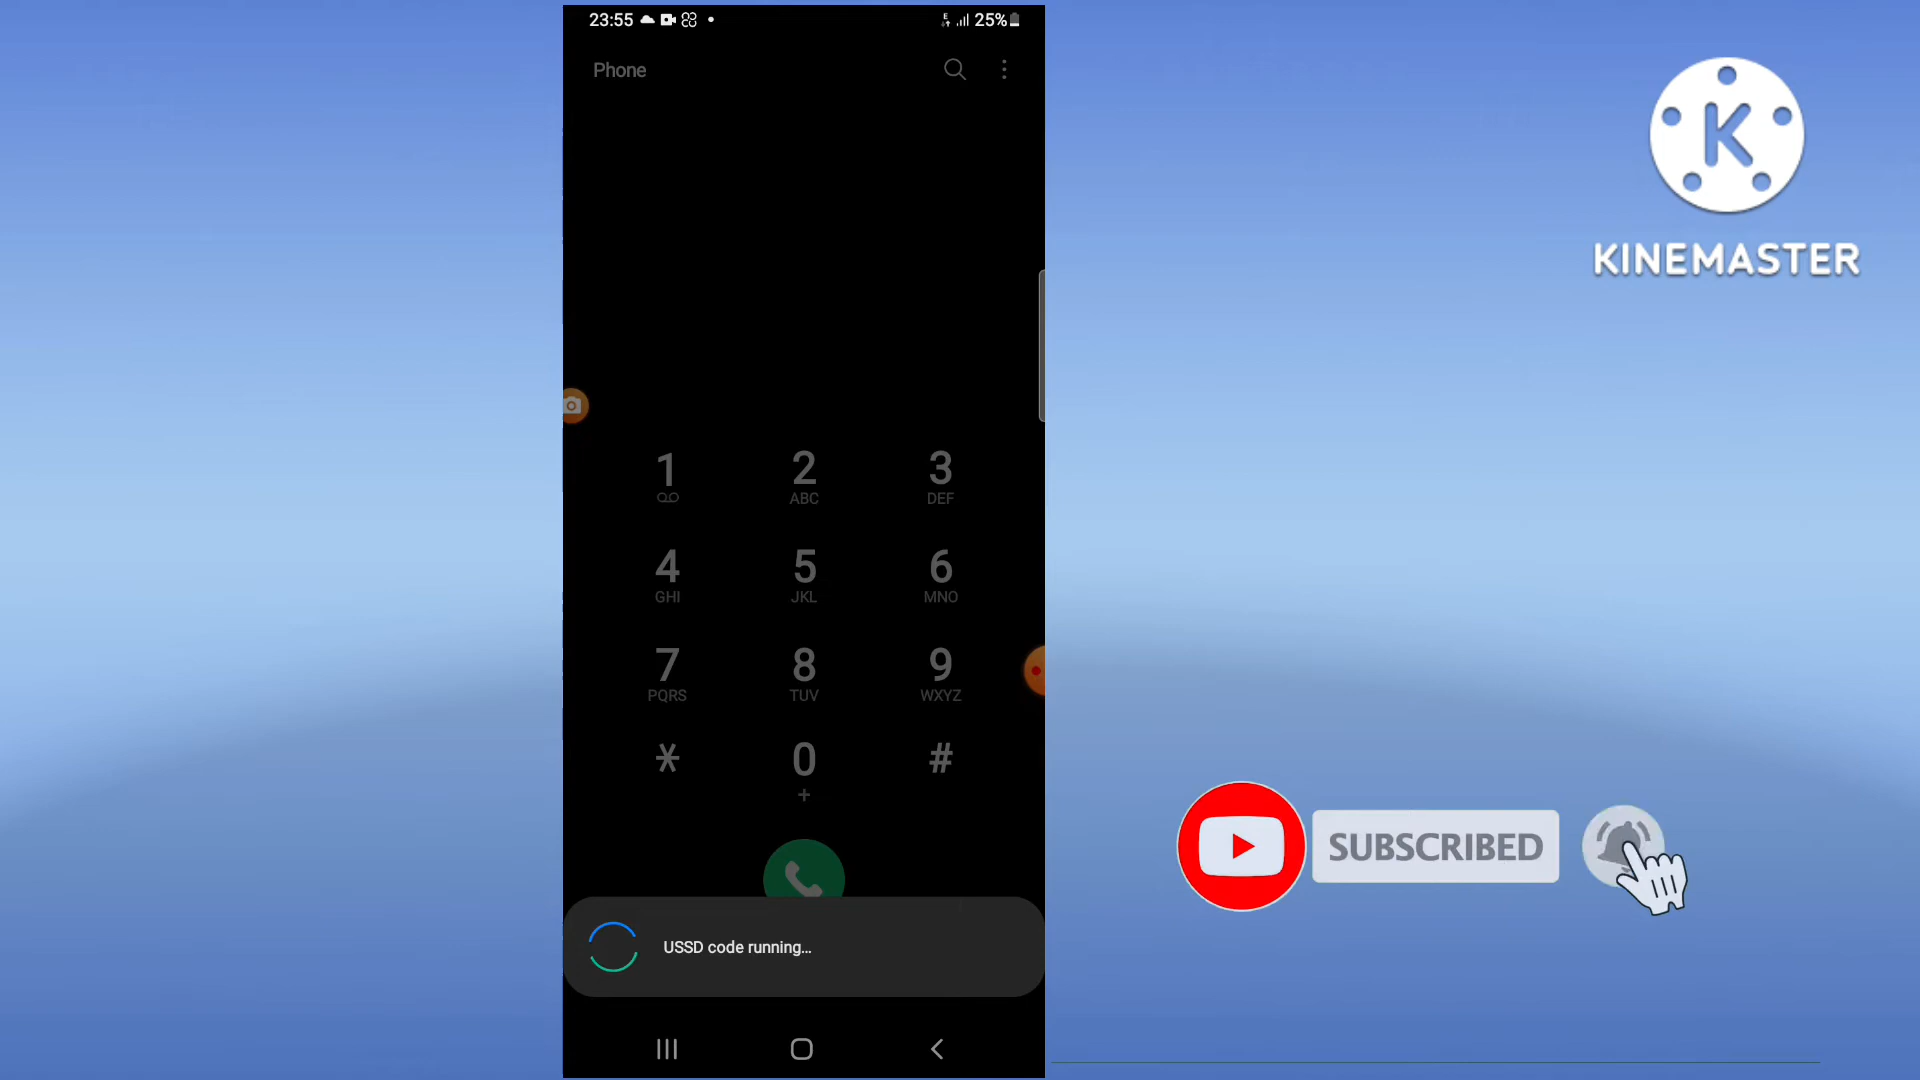 23:55
25%
Phone
KINEMASTER
1
2
ABC
3
DEF
4
GHI
5
JKL
6
MNO
7
PQRS
8
TUV
9
WXYZ
*
0
+
#
SUBSCRIBED
USSD code running...